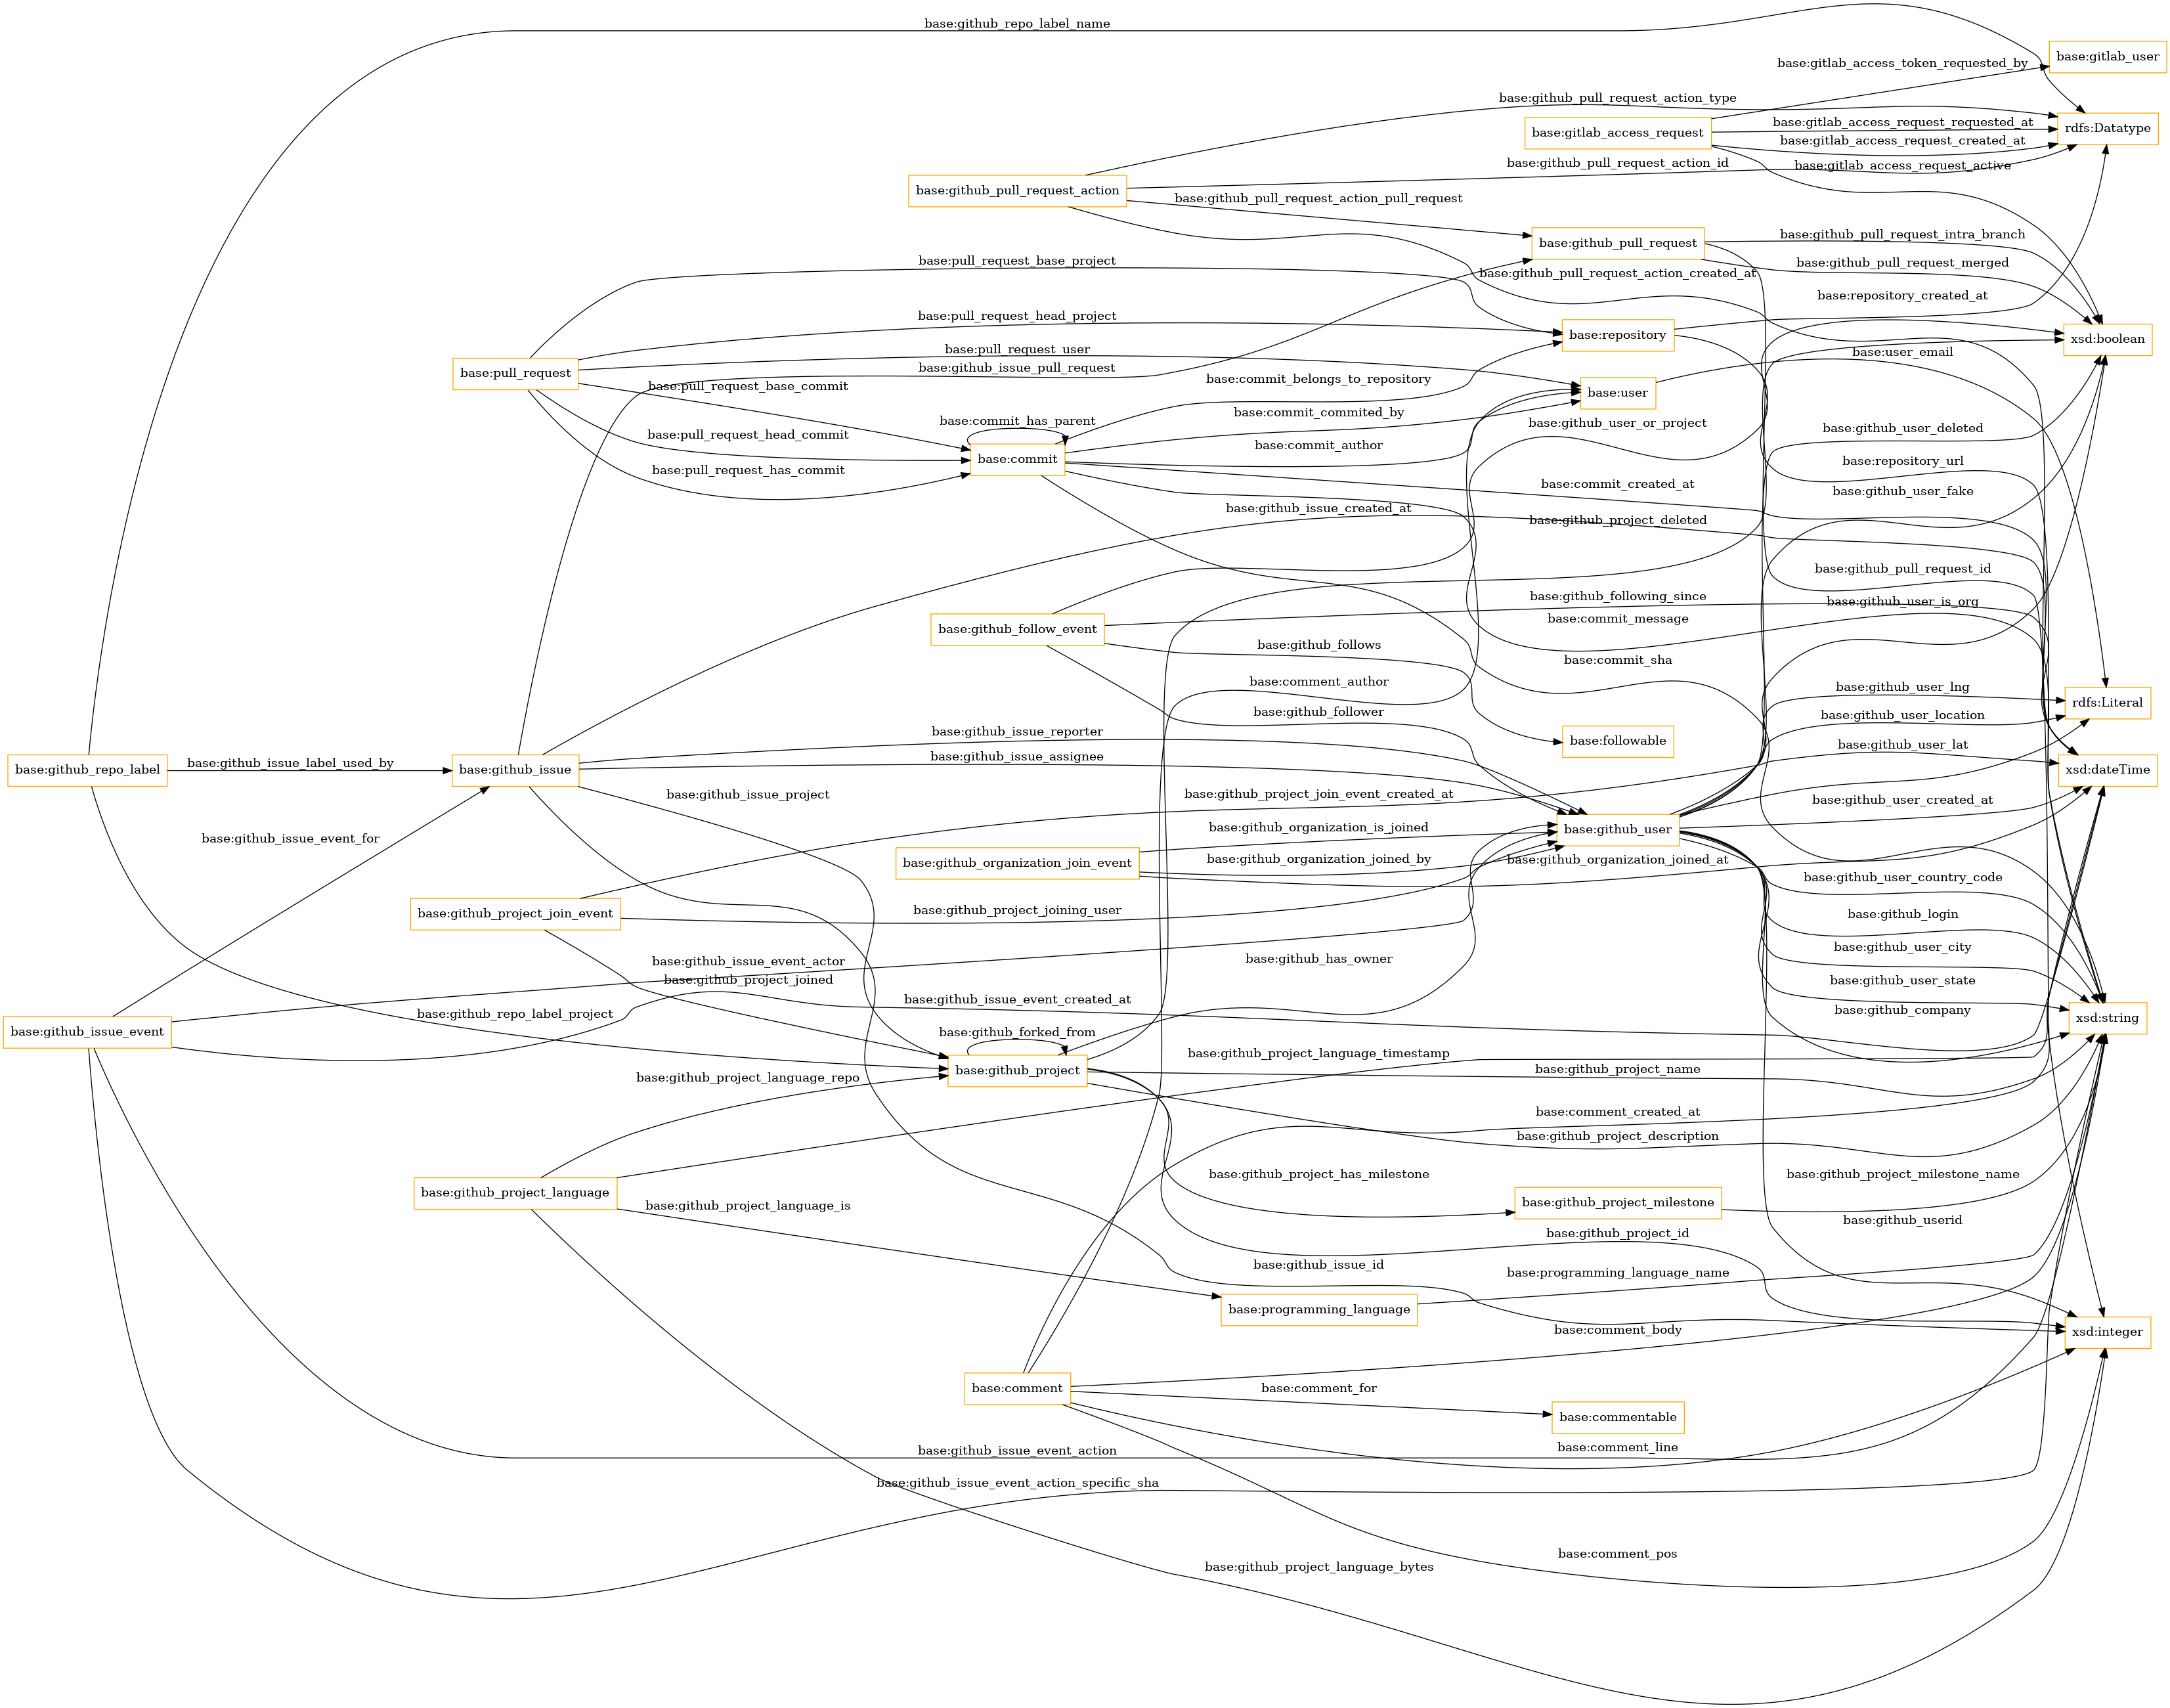 base:github_repo_label_name
base:gitlab_user
base:gitlab_access_token_requested_by
base:github_pull_request_action_type
base:gitlab_access_request
base:gitlab_access_request_requested_at
rdfs:Datatype
base:gitlab_access_request_created_at
base:github_pull_request_action_id
base:gitlab_access_request_active
base:github_pull_request_action
base:github_pull_request_action_pull_request
base:github_pull_request
base:github_pull_request_intra_branch
base:pull_request_base_project
base:github_pull_request_merged
base:github_pull_request_action_created_at
base:repository_created_at
base:pull_request_head_project
base:repository
xsd:boolean
base:pull_request_user
base:user_email
base:github_issue_pull_request
base:pull_request
base:pull_request_base_commit
base:commit_belongs_to_repository
base:user
base:commit_commited_by
base:commit_has_parent
base:github_user_or_project
base:github_user_deleted
base:pull_request_head_commit
base:commit_author
base:commit
base:repository_url
base:pull_request_has_commit
base:commit_created_at
base:github_user_fake
base:github_issue_created_at
base:github_project_deleted
base:github_pull_request_id
base:github_following_since
base:github_user_is_org
base:commit_message
base:github_follow_event
base:github_follows
base:commit_sha
base:comment_author
base:github_user_lng
rdfs:Literal
base:github_follower
base:github_user_location
base:github_issue_reporter
base:followable
base:github_user_lat
base:github_issue_assignee
base:github_repo_label
base:github_issue_label_used_by
base:github_issue
xsd:dateTime
base:github_issue_project
base:github_project_join_event_created_at
base:github_user_created_at
base:github_organization_is_joined
base:github_user
base:github_issue_event_for
base:github_organization_join_event
base:github_organization_joined_by
base:github_organization_joined_at
base:github_user_country_code
base:github_project_join_event
base:github_project_joining_user
base:github_login
base:github_user_city
base:github_issue_event_actor
base:github_has_owner
base:github_project_joined
base:github_user_state
base:github_issue_event_created_at
base:github_repo_label_project
base:github_company
xsd:string
base:github_issue_event
base:github_forked_from
base:github_project_language_timestamp
base:github_project
base:github_project_name
base:github_project_language_repo
base:comment_created_at
base:github_project_description
base:github_project_has_milestone
base:github_project_milestone_name
base:github_project_language
base:github_project_language_is
base:github_project_milestone
base:github_userid
base:github_project_id
base:github_issue_id
base:programming_language_name
base:programming_language
base:comment_body
xsd:integer
base:comment
base:comment_for
base:commentable
base:github_issue_event_action
base:comment_line
base:github_issue_event_action_specific_sha
base:comment_pos
base:github_project_language_bytes